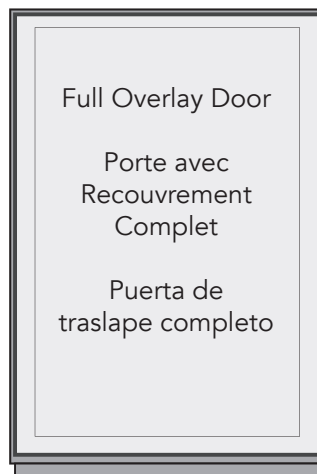 Full Overlay Door
Porte avec
Recouvrement
Complet
Puerta de
traslape completo